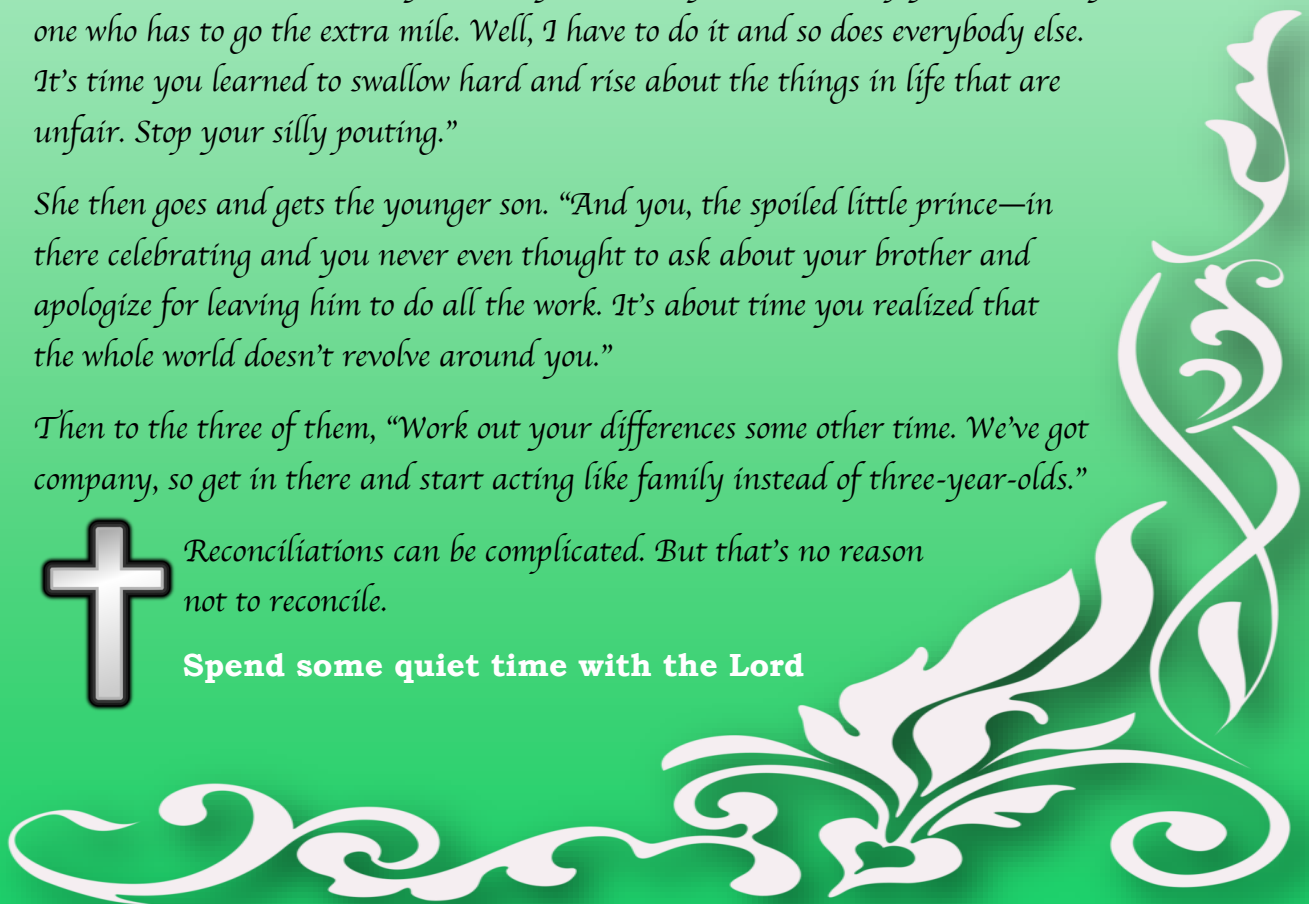 one who has to go the extra mile. Well, I have to do it and so does everybody else.
It's time you learned to swallow hard and rise about the things in life that are
unfair. Stop your silly pouting."
She then goes and gets the younger son. "And you, the spoiled little prince—in
there celebrating and you never even thought to ask about your brother and
apologize for leaving him to do all the work. It's about time you realized that
the whole world doesn't revolve around you."
Then to the three of them, "Work out your differences some other time. We've got
company, so get in there and start acting like family instead of three-year-olds."
Reconciliations can be complicated. But that's no reason
not to reconcile.
Spend some quiet time with the Lord